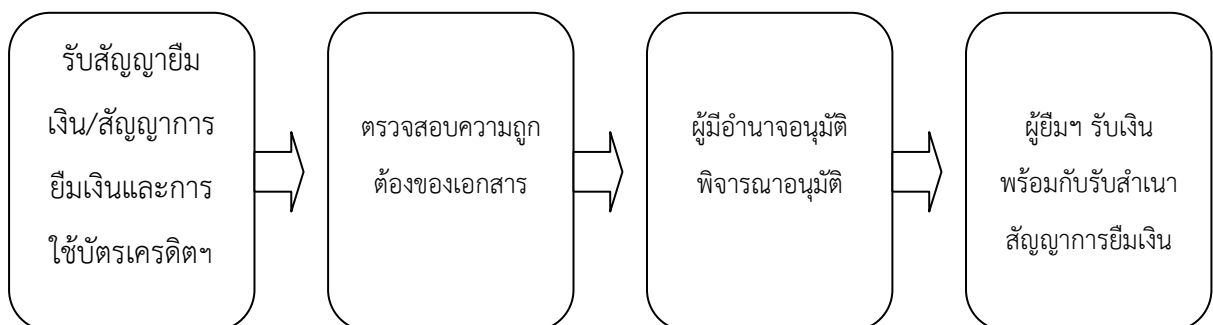 รับสัญญายืม
เงิน/สัญญาการ
ยืมเงินและการ
ใช้บัตรเครดิตฯ
ตรวจสอบความถูก
ต้องของเอกสาร
ผู้มีอำนาจอนุมัติ
พิจารณาอนุมัติ
ผู้ยืมฯ รับเงิน
พร้อมกับรับสำเนา
สัญญาการยืมเงิน